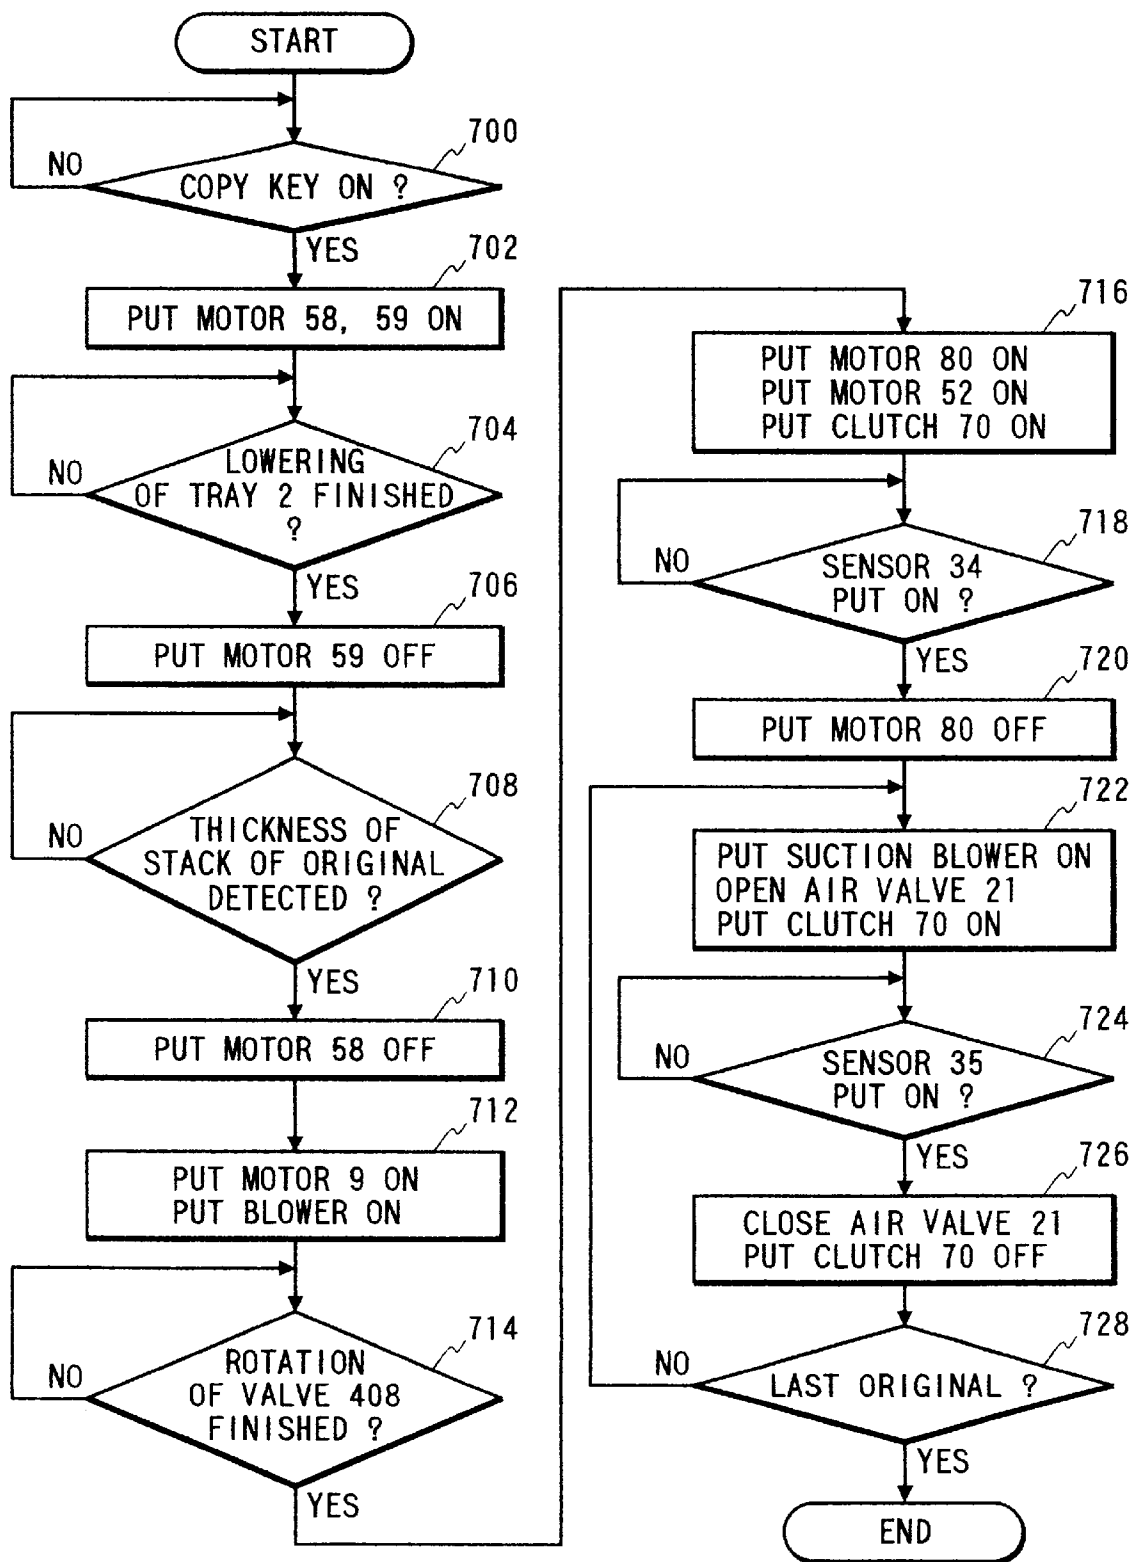 START
700
NO
COPY KEY ON ?
YES
702
PUT MOTOR 58, 59 ON
704
NO
LOWERING
OF TRAY 2 FINISHED
?
YES
706
PUT MOTOR 59 OFF
708
NO
THICKNESS OF
STACK OF ORIGINAL
DETECTED ?
YES
710
PUT MOTOR 58 OFF
712
PUT MOTOR 9 ON
PUT BLOWER ON
714
NO
ROTATION
OF VALVE 408
FINISHED ?
YES
716
PUT MOTOR 80 ON
PUT MOTOR 52 ON
PUT CLUTCH 70 ON
718
NO
SENSOR 34
PUT ON ?
YES
720
PUT MOTOR 80 OFF
722
PUT SUCTION BLOWER ON
OPEN AIR VALVE 21
PUT CLUTCH 70 ON
724
NO
SENSOR 35
PUT ON ?
YES
726
CLOSE AIR VALVE 21
PUT CLUTCH 70 OFF
728
NO
LAST ORIGINAL ?
YES
END